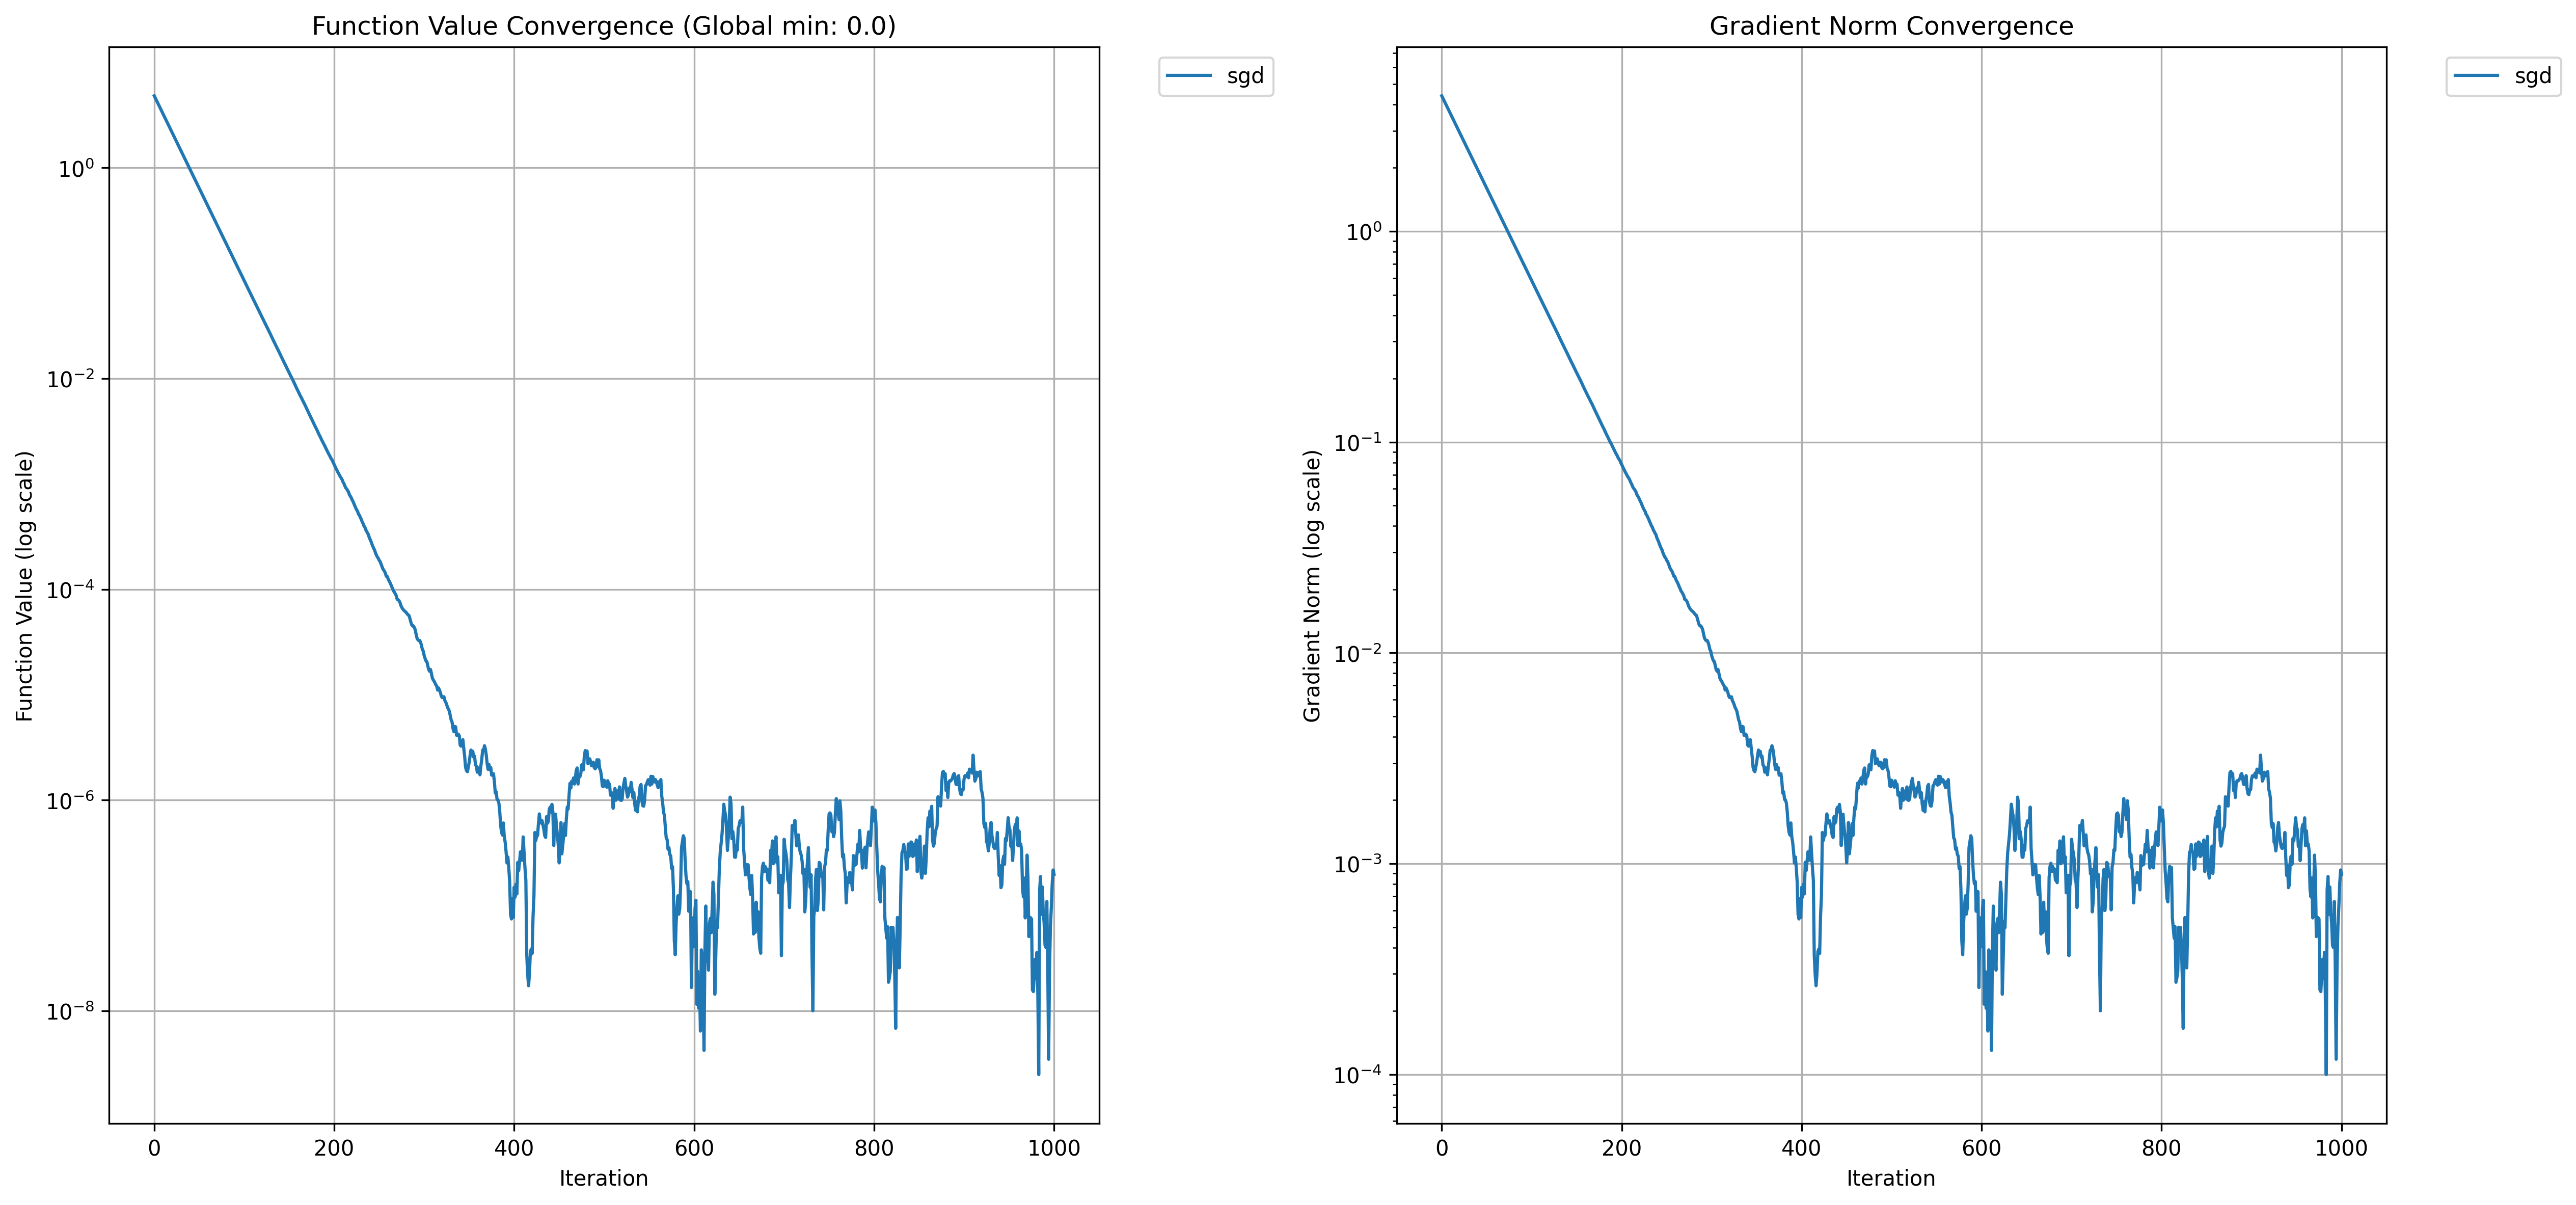 Function Value Convergence (Global min: 0.0)
sgd
10⁰
10⁻²
10⁻⁴
10⁻⁶
10⁻⁸
Function Value (log scale)
0 200 400 600 800 1000
Iteration
Gradient Norm Convergence
sgd
10⁰
10⁻¹
10⁻²
10⁻³
10⁻⁴
Gradient Norm (log scale)
0 200 400 600 800 1000
Iteration